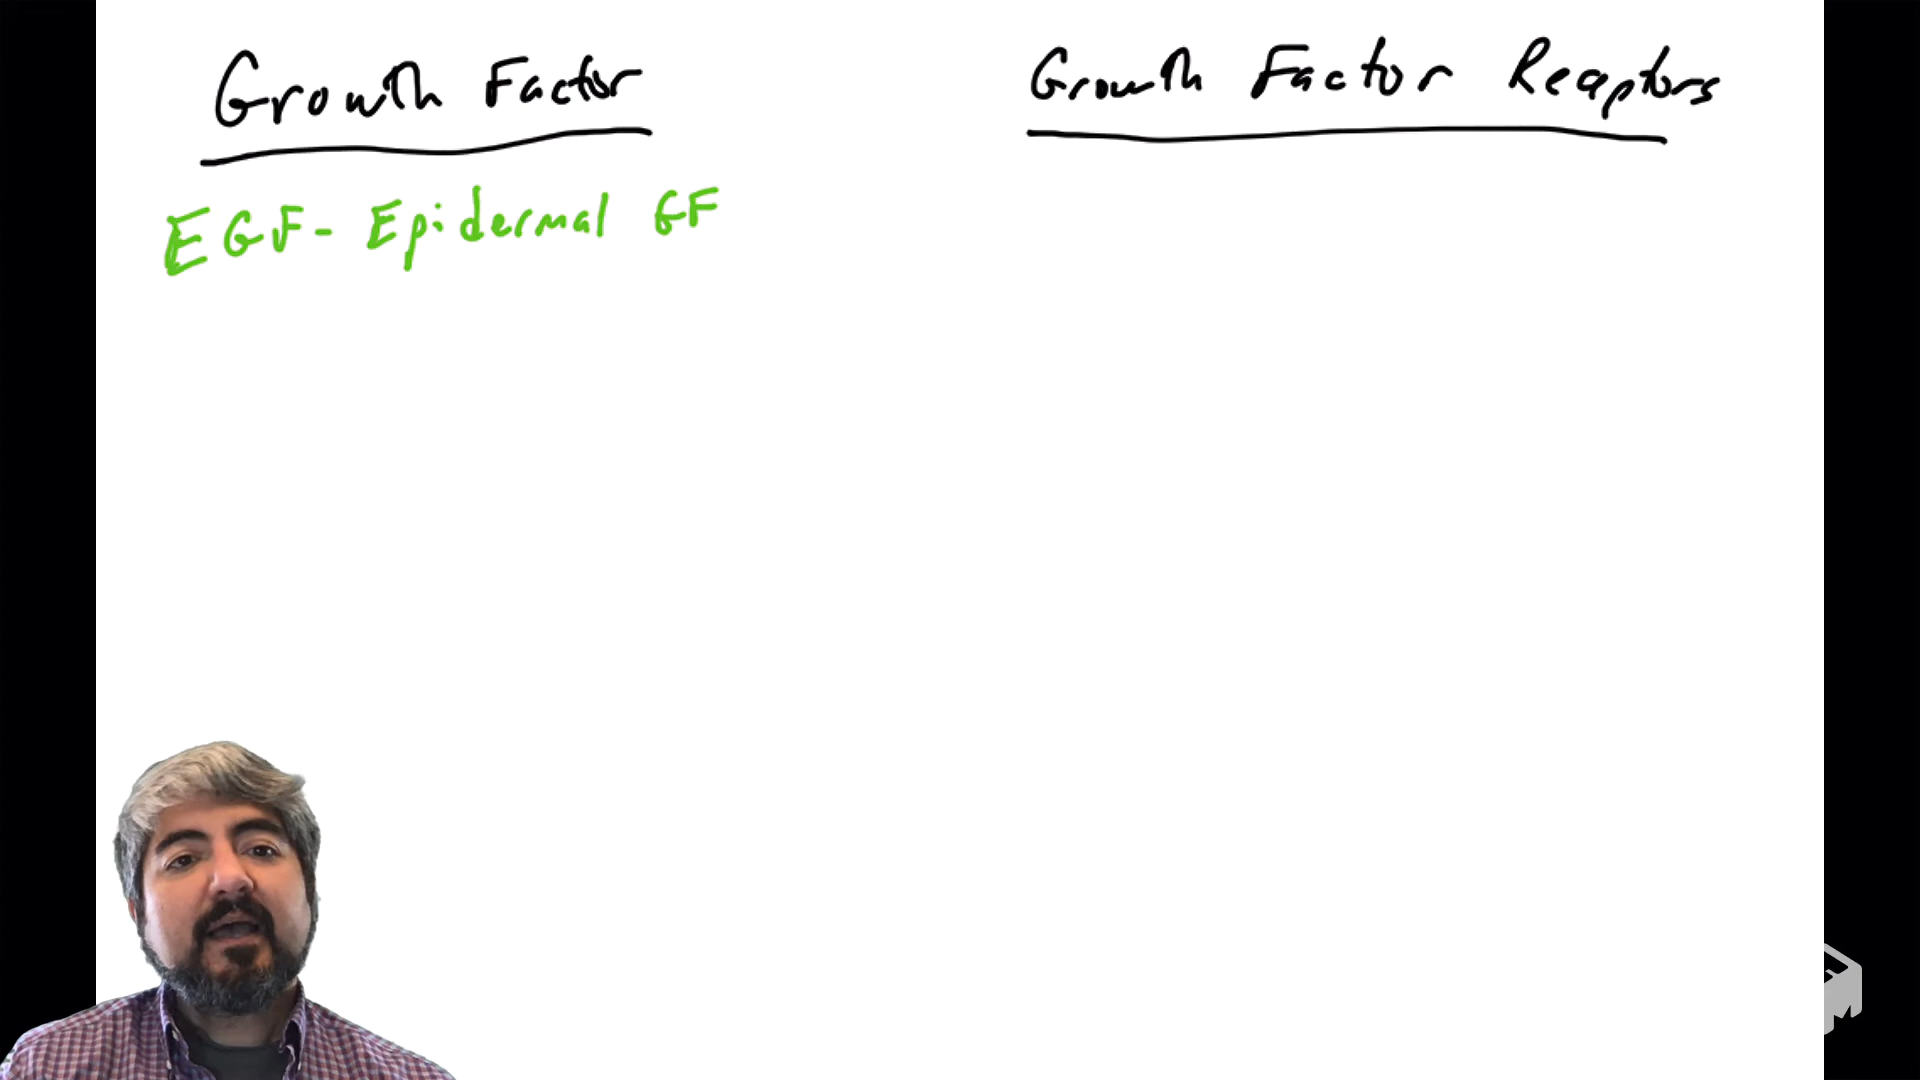 Growth Factor
Growth Factor Receptors
EGF- Epidermal GF